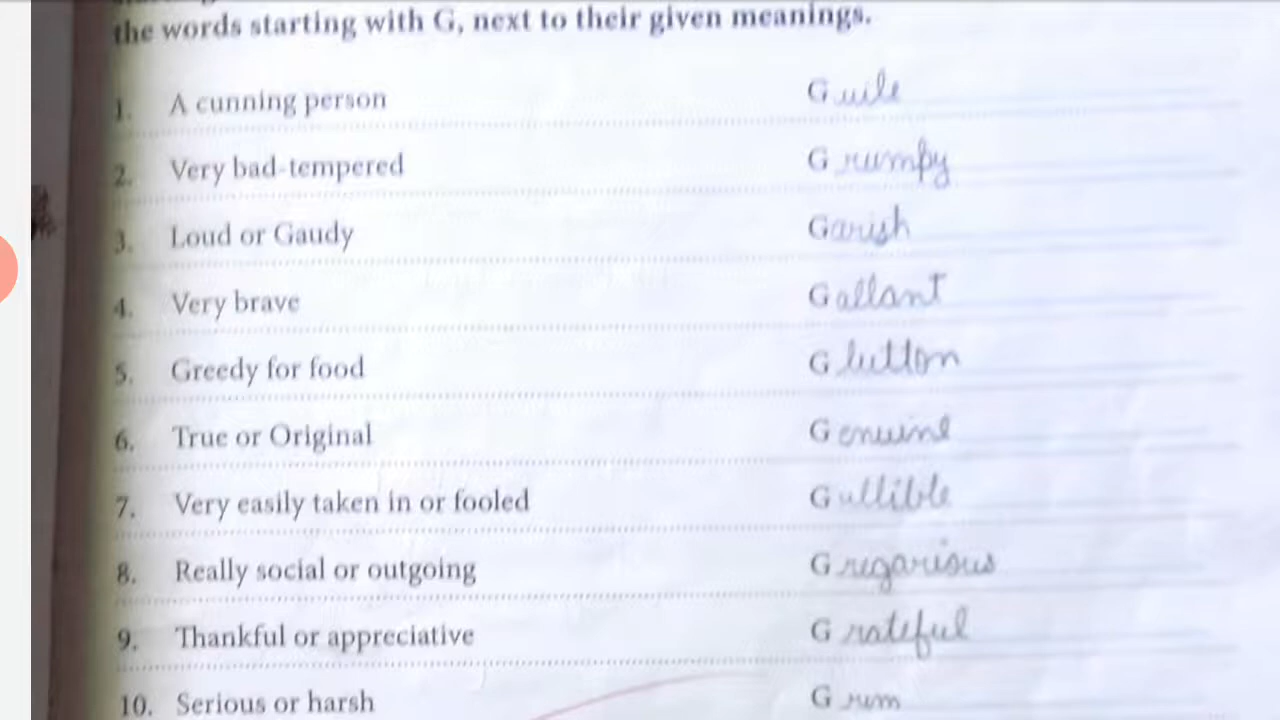 the words starting with G, next to their given meanings.
1. A cunning person Guile
2. Very bad-tempered Grumpy
3. Loud or Gaudy Garish
4. Very brave Gallant
5. Greedy for food Glutton
6. True or Original Genuine
7. Very easily taken in or fooled Gullible
8. Really social or outgoing Gregarious
9. Thankful or appreciative Grateful
10. Serious or harsh Grim